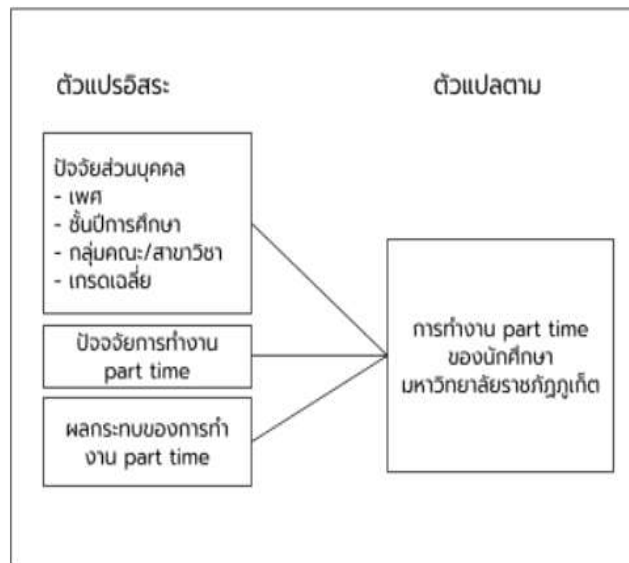 ตัวแปรอิสระ
ตัวแปลตาม
ปัจจัยส่วนบุคคล
- เพศ
- ชั้นปีการศึกษา
- กลุ่มคณะ/สาขาวิชา
- เกรดเฉลี่ย
ปัจจัยการทำงาน
part time
ผลกระทบของการทำ
งาน part time
การทำงาน part time
ของนักศึกษา
มหาวิทยาลัยราชภัฏภูเก็ต